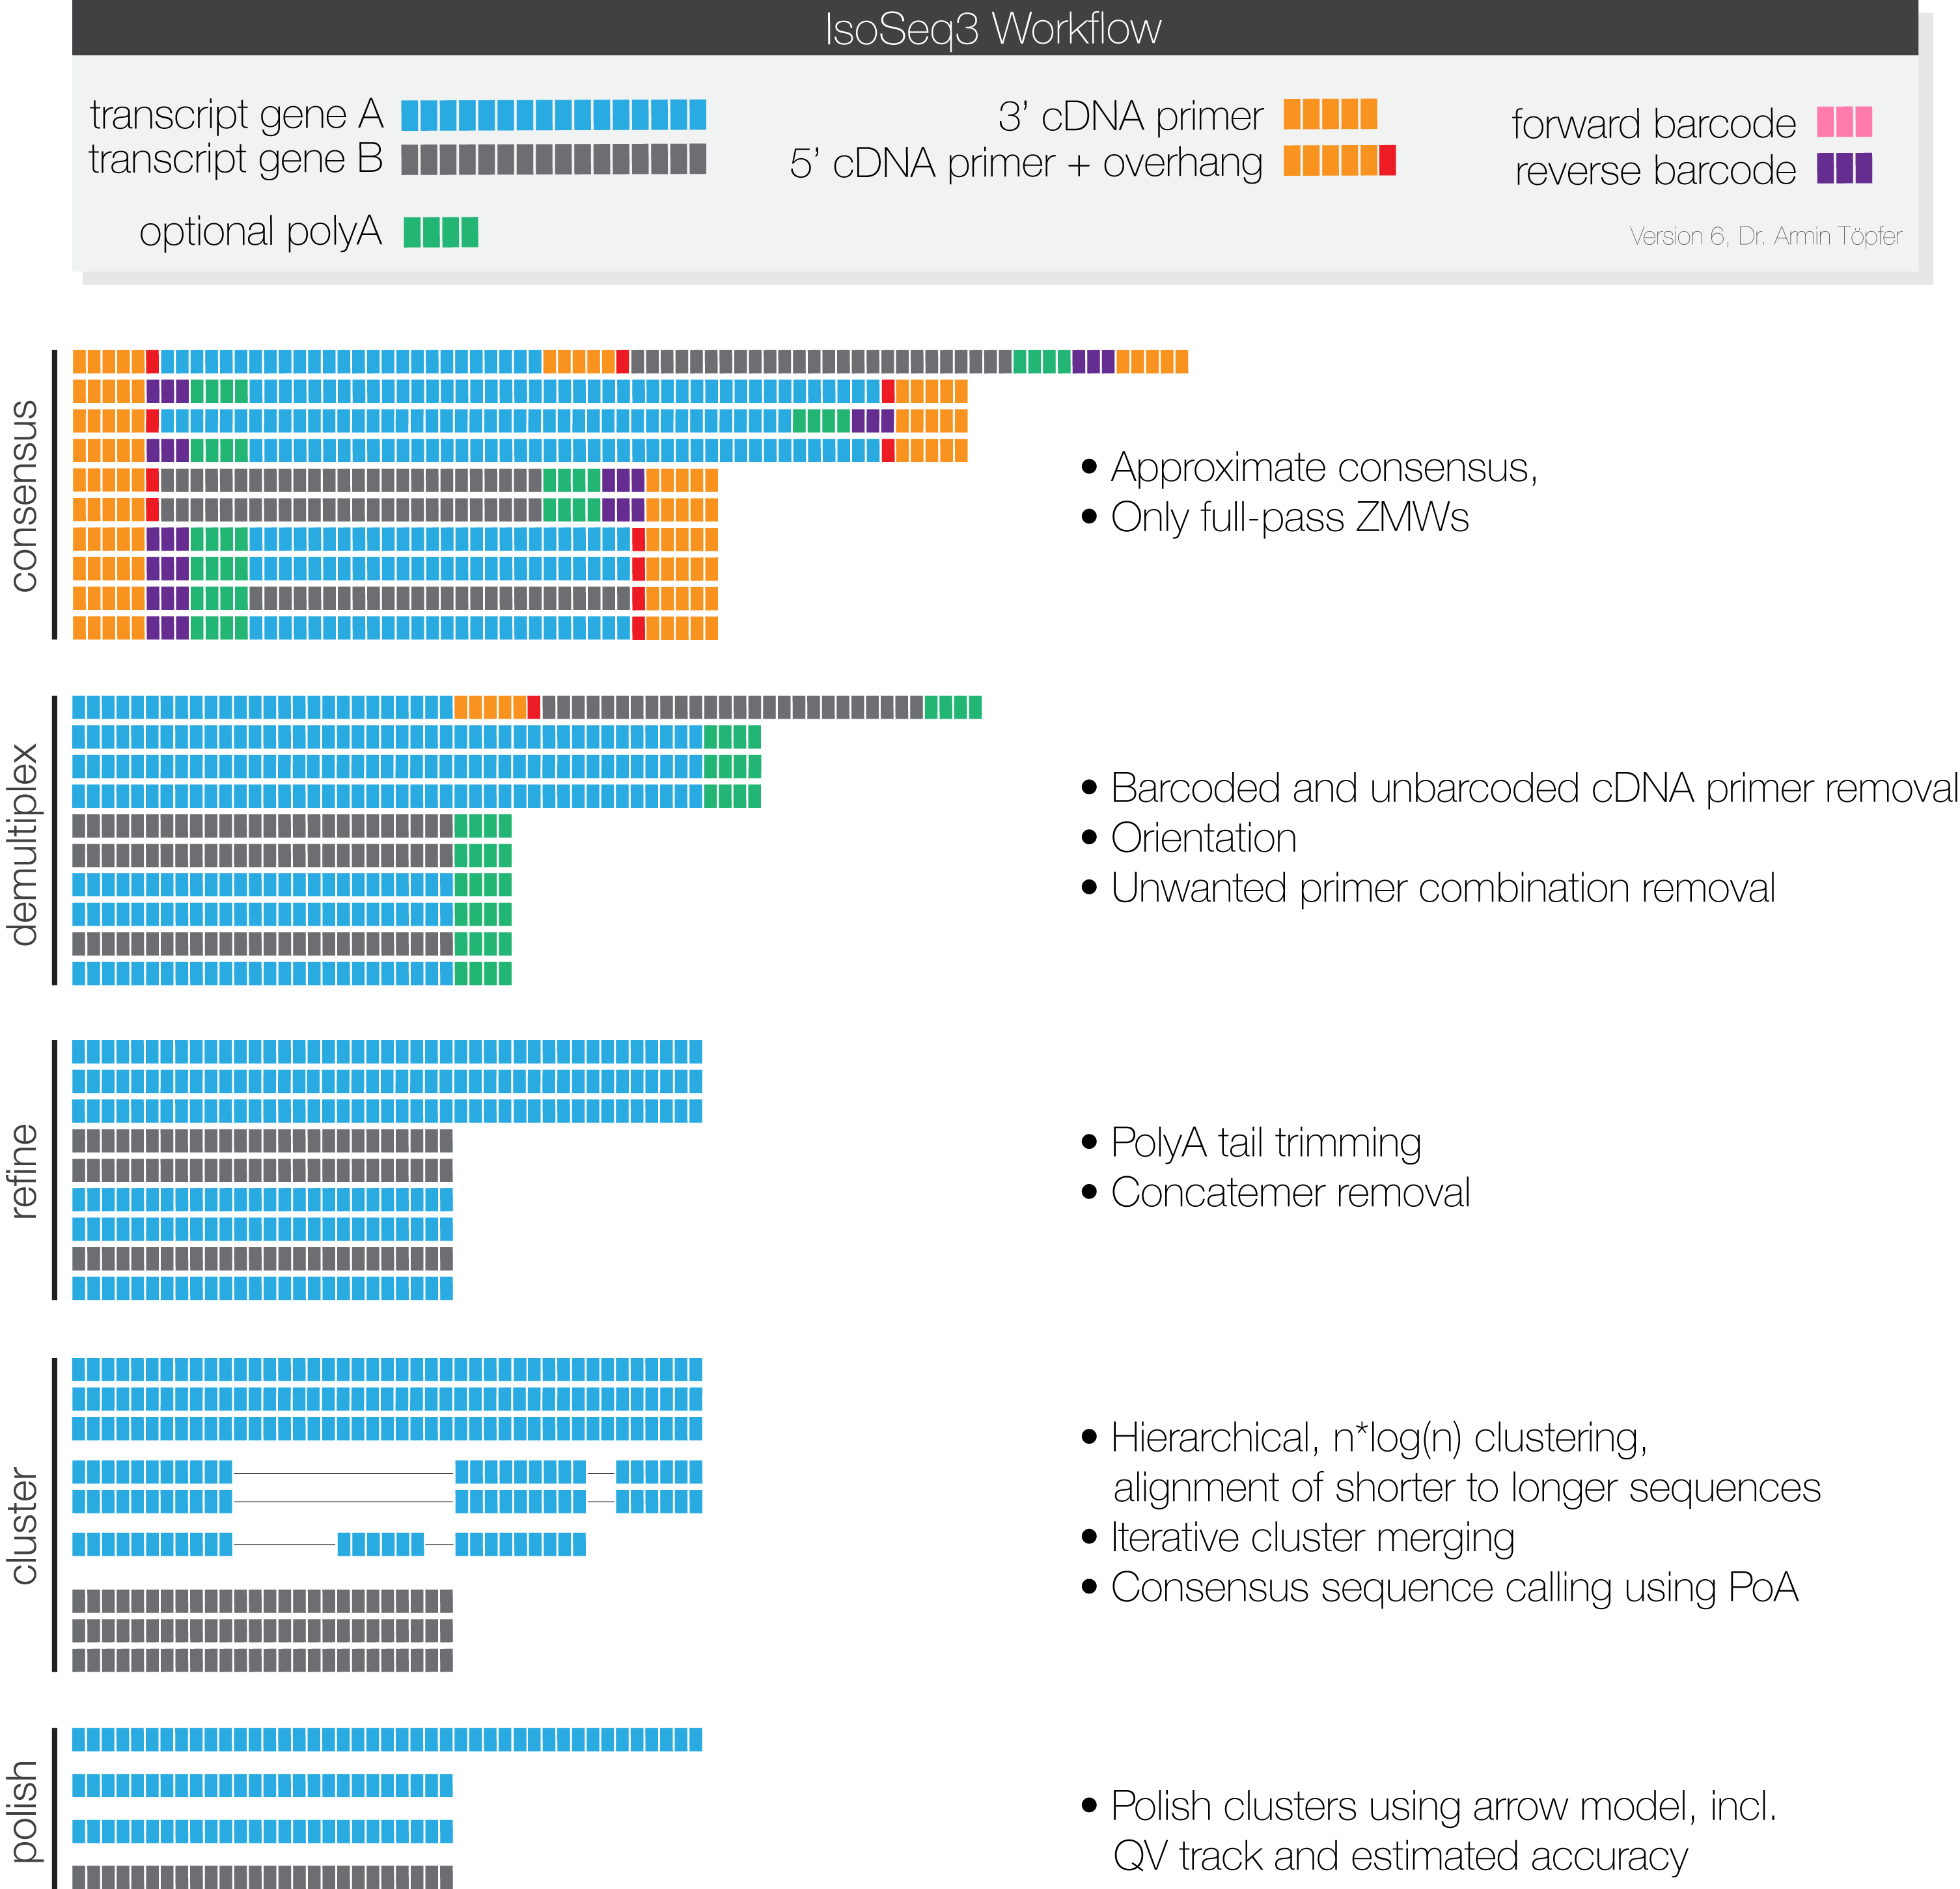 IsoSeq3 Workflow
transcript gene A
transcript gene B
optional polyA
3’ cDNA primer
5’ cDNA primer + overhang
forward barcode
reverse barcode
Version 6, Dr. Armin Töpfer
consensus
• Approximate consensus,
• Only full-pass ZMWs
demultiplex
• Barcoded and unbarcoded cDNA primer removal
• Orientation
• Unwanted primer combination removal
refine
• PolyA tail trimming
• Concatemer removal
cluster
• Hierarchical, n*log(n) clustering,
alignment of shorter to longer sequences
• Iterative cluster merging
• Consensus sequence calling using PoA
polish
• Polish clusters using arrow model, incl.
QV track and estimated accuracy